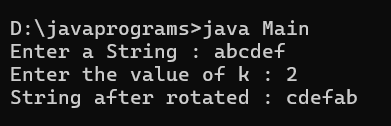 D:\javaprograms>java Main
Enter a String : abcdef
Enter the value of k : 2
String after rotated : cdefab